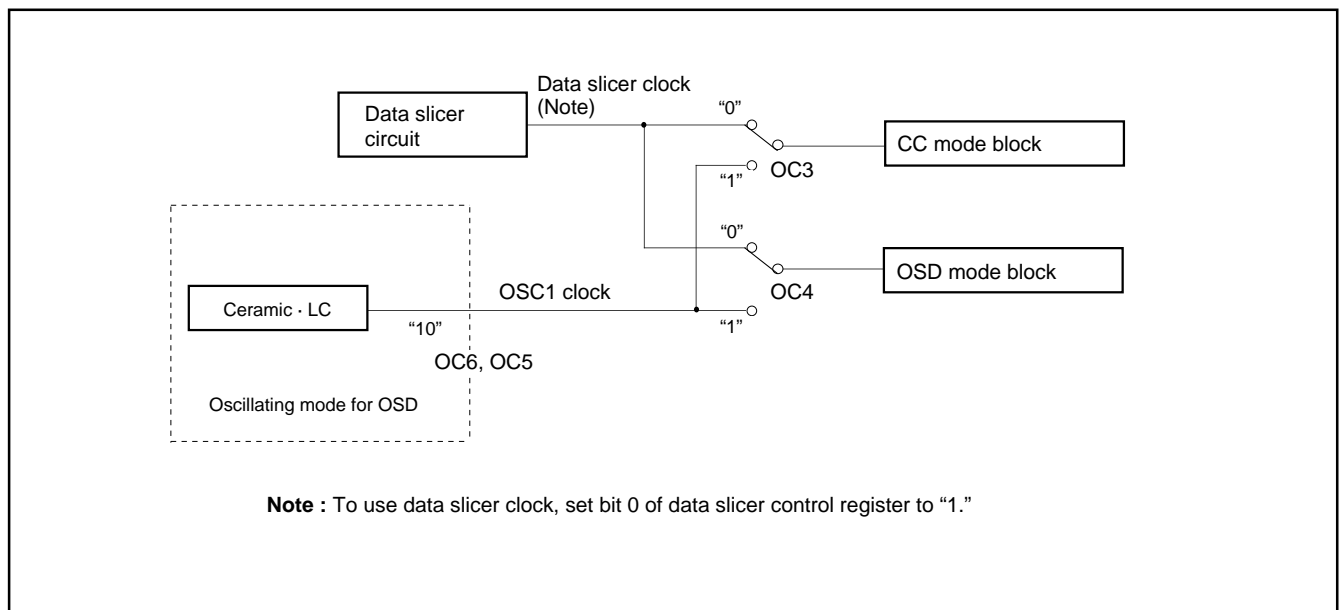 Data slicer
circuit
Data slicer clock
(Note)
“0”
“1”
OC3
CC mode block
“0”
“1”
OC4
OSD mode block
Ceramic · LC
“10”
OSC1 clock
OC6, OC5
Oscillating mode for OSD
Note : To use data slicer clock, set bit 0 of data slicer control register to “1.”